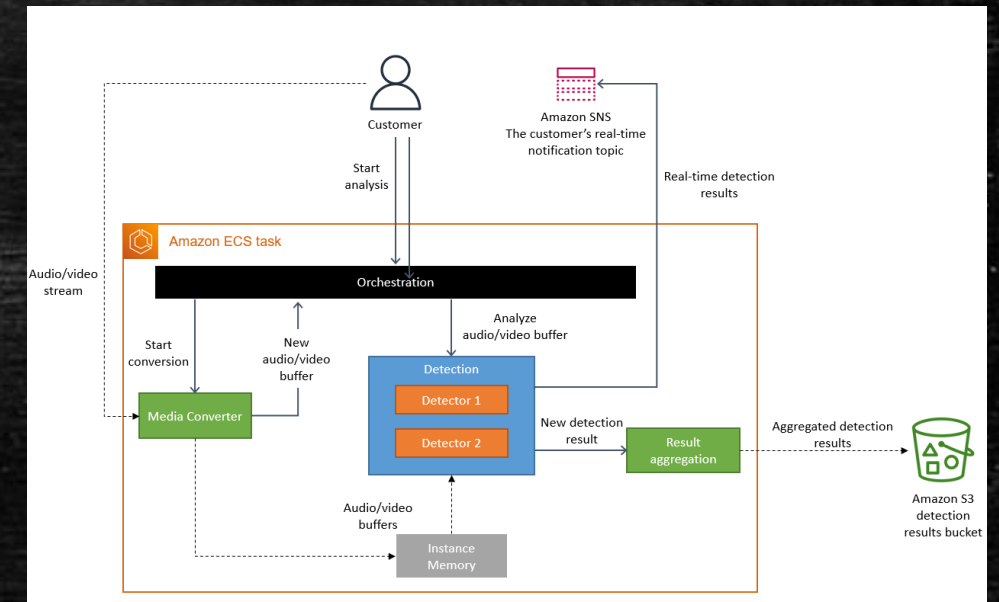 Customer
Amazon SNS
The customer's real-time
notification topic
Start
analysis
Real-time detection
results
Amazon ECS task
Audio/video
stream
Orchestration
Start
conversion
New
audio/video
buffer
Analyze
audio/video buffer
Detection
Detector 1
Detector 2
Media Converter
New detection
result
Result
aggregation
Aggregated detection
results
Amazon S3
detection
results bucket
Audio/video
buffers
Instance
Memory